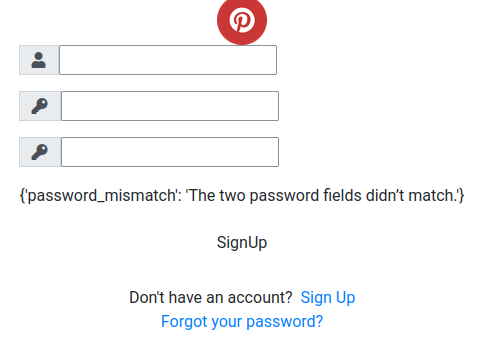 {'password_mismatch': 'The two password fields didn’t match.'}
SignUp
Don't have an account? Sign Up
Forgot your password?